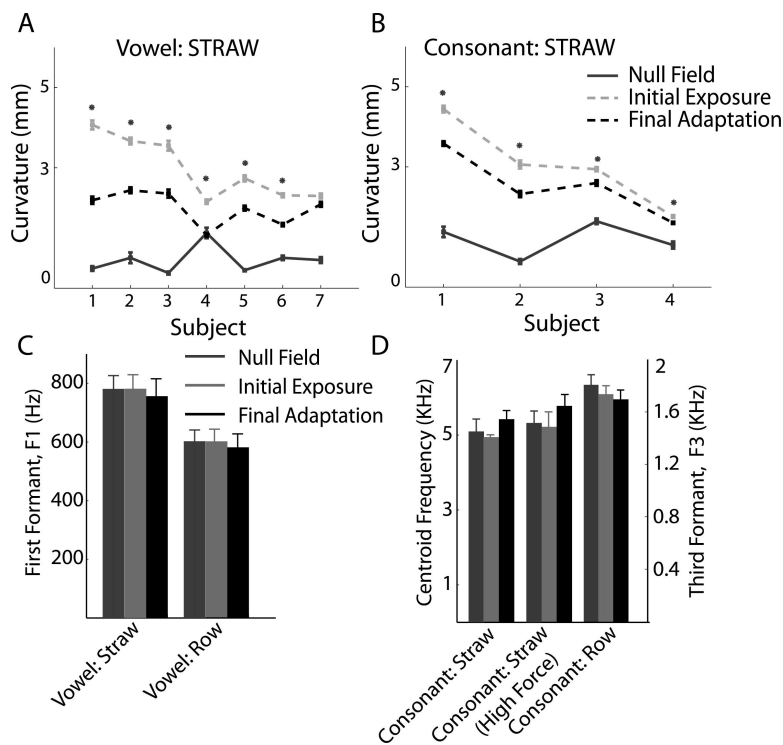 A
Vowel: STRAW
Curvature (mm)
5
3
0
*
*
*
*
*
*
1 2 3 4 5 6 7
Subject
B
Consonant: STRAW
Null Field
Initial Exposure
Final Adaptation
Curvature (mm)
5
3
0
*
*
*
*
1 2 3 4
Subject
C
Null Field
Initial Exposure
Final Adaptation
First Formant, F1 (Hz)
800
600
400
200
Vowel: Straw
Vowel: Row
D
Centroid Frequency (KHz)
7
5
3
1
Third Formant, F3 (KHz)
2
1.6
1.2
0.8
0.4
Consonant: Straw
Consonant: Straw
(High Force)
Consonant: Row